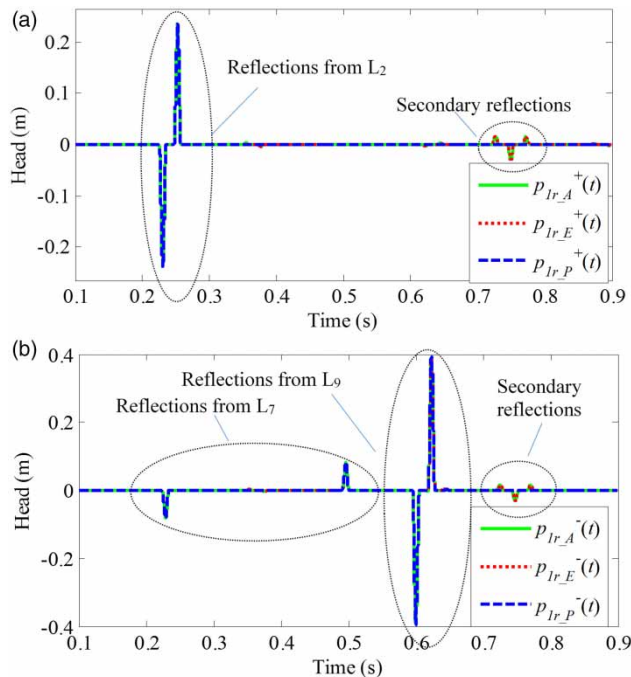 (a)
0.2
0.1
0
-0.1
-0.2
Head (m)
Reflections from L₂
Secondary reflections
p₁ᵣ_A⁺(t)
p₁ᵣ_E⁺(t)
p₁ᵣ_P⁺(t)
0.1 0.2 0.3 0.4 0.5 0.6 0.7 0.8 0.9
Time (s)
(b)
0.4
0.2
0
0.2
-0.4
Head (m)
Reflections from L₉
Reflections from L₇
Secondary
reflections
p₁ᵣ_A⁻(t)
p₁ᵣ_E⁻(t)
p₁ᵣ_P⁻(t)
0.1 0.2 0.3 0.4 0.5 0.6 0.7 0.8 0.9
Time (s)